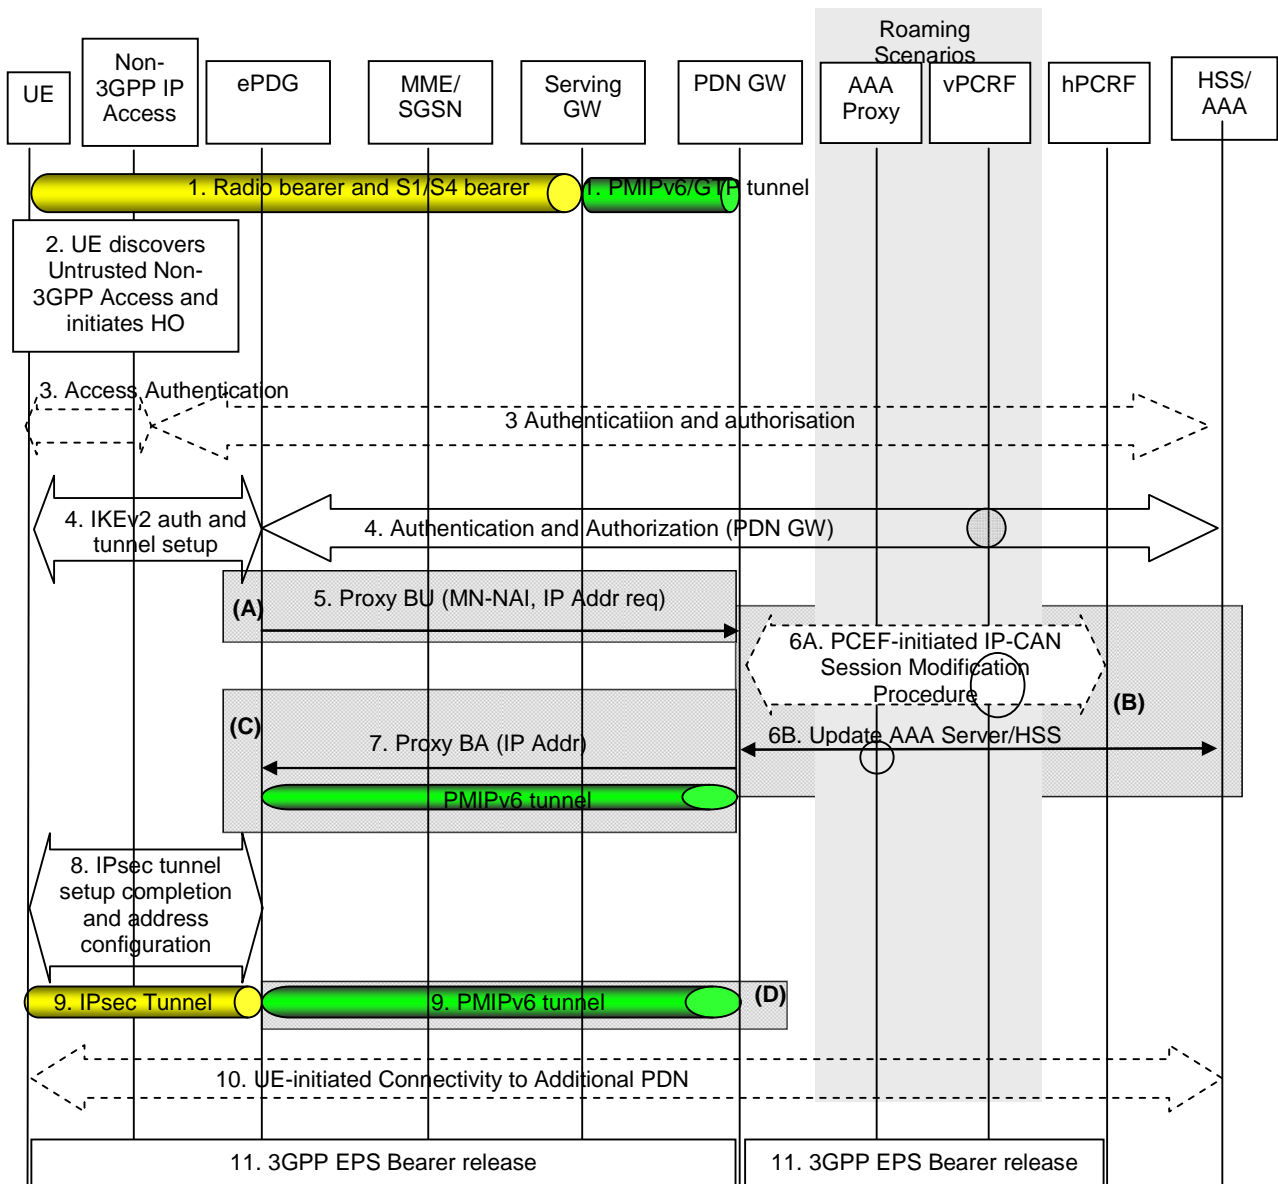 Roaming
Scenarios
UE
Non-
3GPP IP
Access
ePDG
MME/
SGSN
Serving
GW
PDN GW
AAA
Proxy
vPCRF
hPCRF
HSS/
AAA
1. Radio bearer and S1/S4 bearer
1. PMIPv6/GTP tunnel
2. UE discovers
Untrusted Non-
3GPP Access and
initiates HO
3. Access Authentication
3 Authenticatiion and authorisation
4. IKEv2 auth and
tunnel setup
4. Authentication and Authorization (PDN GW)
(A)
5. Proxy BU (MN-NAI, IP Addr req)
6A. PCEF-initiated IP-CAN
Session Modification
Procedure
(B)
(C)
6B. Update AAA Server/HSS
7. Proxy BA (IP Addr)
PMIPv6 tunnel
8. IPsec tunnel
setup completion
and address
configuration
9. IPsec Tunnel
9. PMIPv6 tunnel
(D)
10. UE-initiated Connectivity to Additional PDN
11. 3GPP EPS Bearer release
11. 3GPP EPS Bearer release